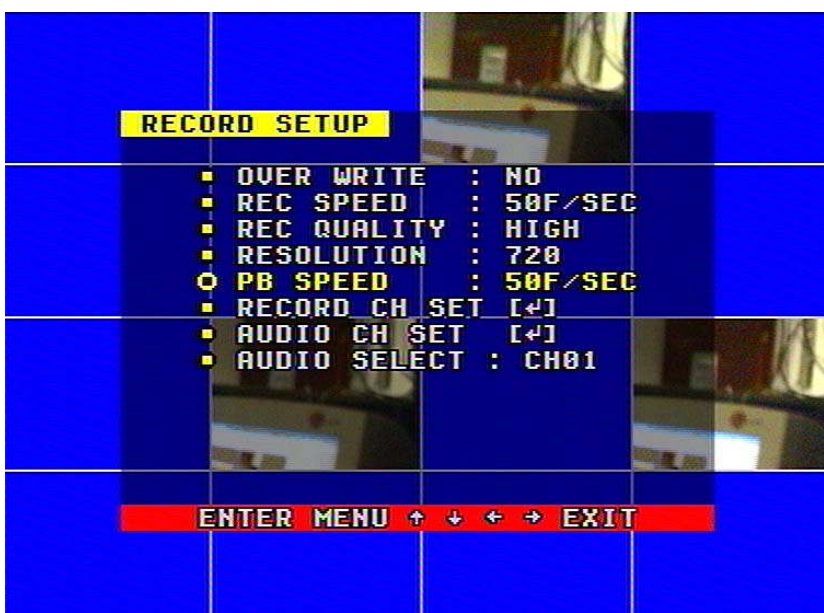 RECORD SETUP
OVER WRITE : NO
REC SPEED : 50F/SEC
REC QUALITY : HIGH
RESOLUTION : 720
PB SPEED : 50F/SEC
RECORD CH SET [↵]
AUDIO CH SET [↵]
AUDIO SELECT : CH01
ENTER MENU ↑ ↓ ← → EXIT